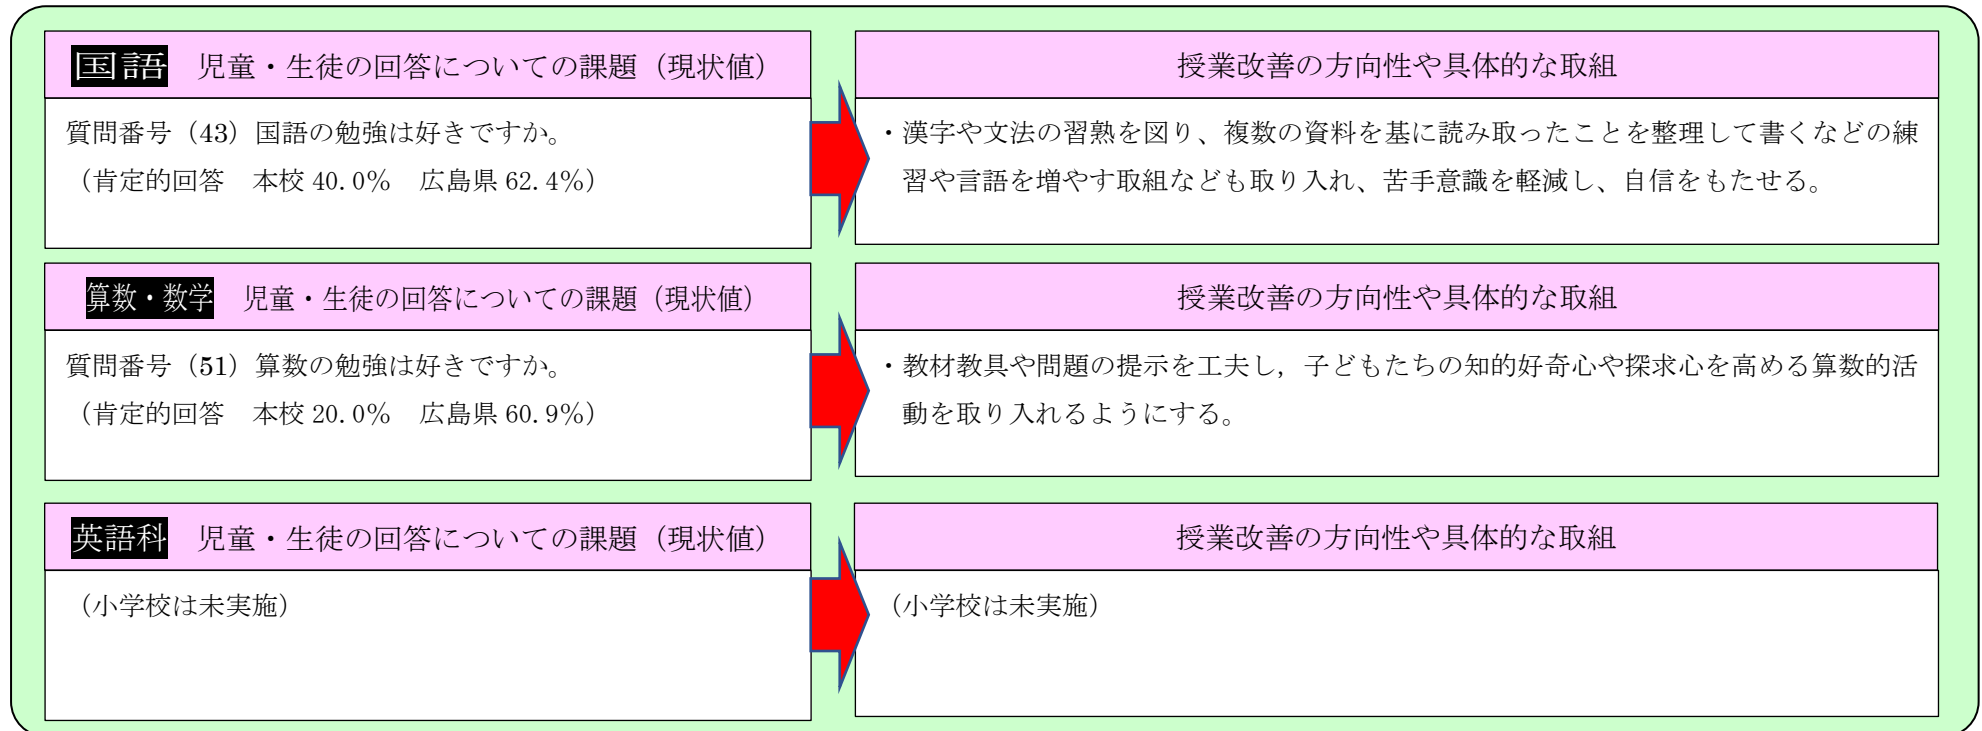 国語 児童・生徒の回答についての課題（現状値）
授業改善の方向性や具体的な取組
質問番号（43）国語の勉強は好きですか。
（肯定的回答　本校 40.0％　広島県 62.4％）
・漢字や文法の習熟を図り、複数の資料を基に読み取ったことを整理して書くなどの練
習や言語を増やす取組なども取り入れ、苦手意識を軽減し、自信をもたせる。
算数・数学 児童・生徒の回答についての課題（現状値）
授業改善の方向性や具体的な取組
質問番号（51）算数の勉強は好きですか。
（肯定的回答　本校 20.0％　広島県 60.9％）
・教材教具や問題の提示を工夫し，子どもたちの知的好奇心や探求心を高める算数的活
動を取り入れるようにする。
英語科 児童・生徒の回答についての課題（現状値）
授業改善の方向性や具体的な取組
（小学校は未実施）
（小学校は未実施）